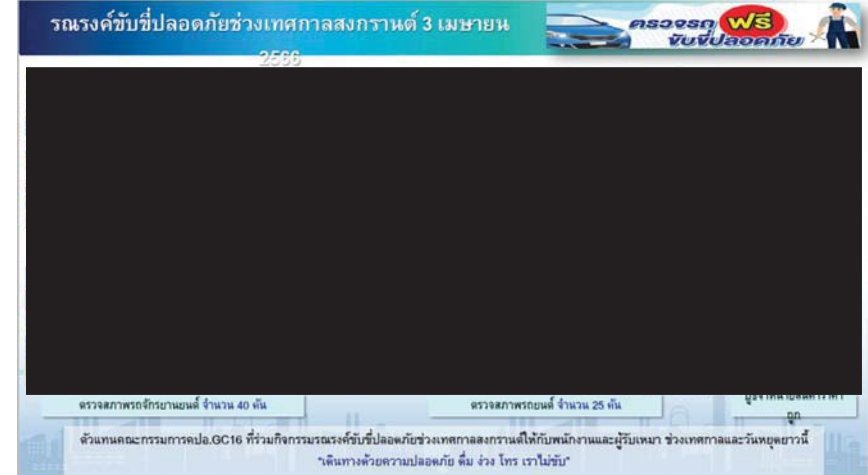 รณรงค์ขับขี่ปลอดภัยช่วงเทศกาลสงกรานต์ 3 เมษายน
2566
ตรวจรถ ฟรี
ขับขี่ปลอดภัย
ตรวจสภาพรถจักรยานยนต์ จำนวน 40 คัน
ตรวจสภาพรถยนต์ จำนวน 25 คัน
ถูก
ตัวแทนคณะกรรมการคปอ.GC16 ที่ร่วมกิจกรรมรณรงค์ขับขี่ปลอดภัยช่วงเทศกาลสงกรานต์ให้กับพนักงานและผู้รับเหมา ช่วงเทศกาลและวันหยุดยาวนี้
"เดินทางด้วยความปลอดภัย ดื่ม ง่วง โทร เราไม่ขับ"